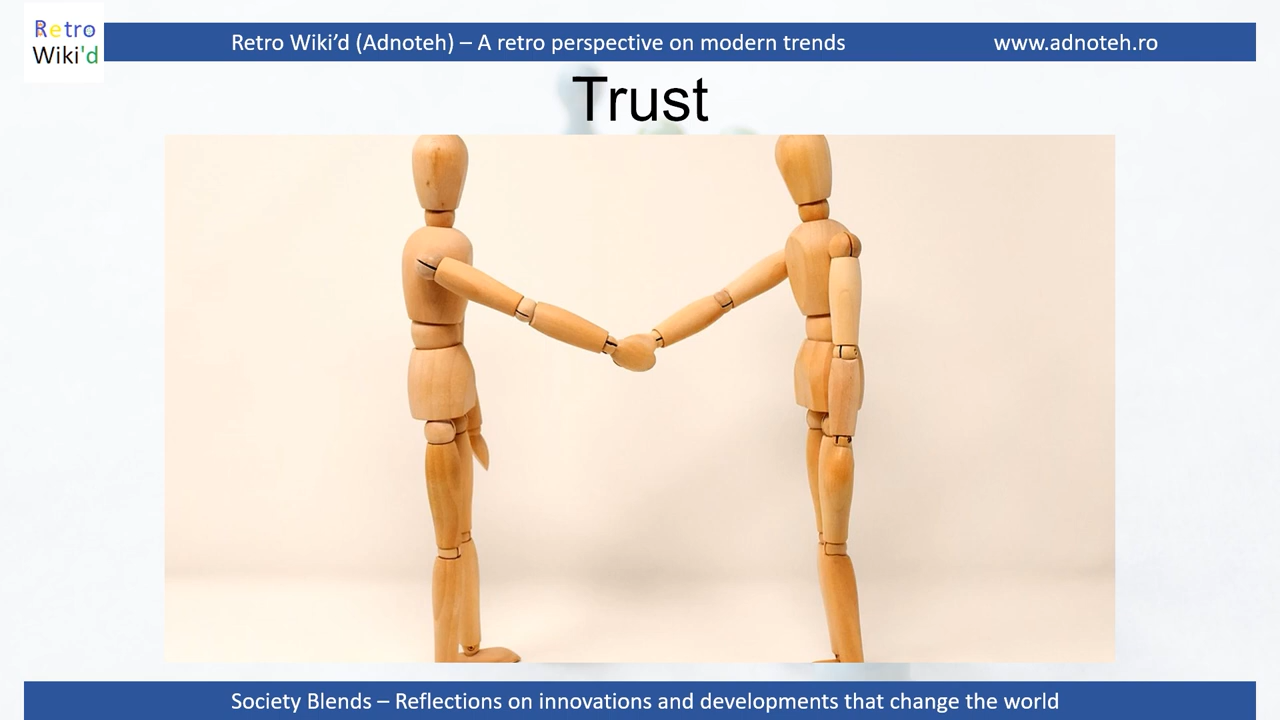 Retro
Wiki'd
Retro Wiki’d (Adnoteh) – A retro perspective on modern trends
www.adnoteh.ro
Trust
Society Blends – Reflections on innovations and developments that change the world